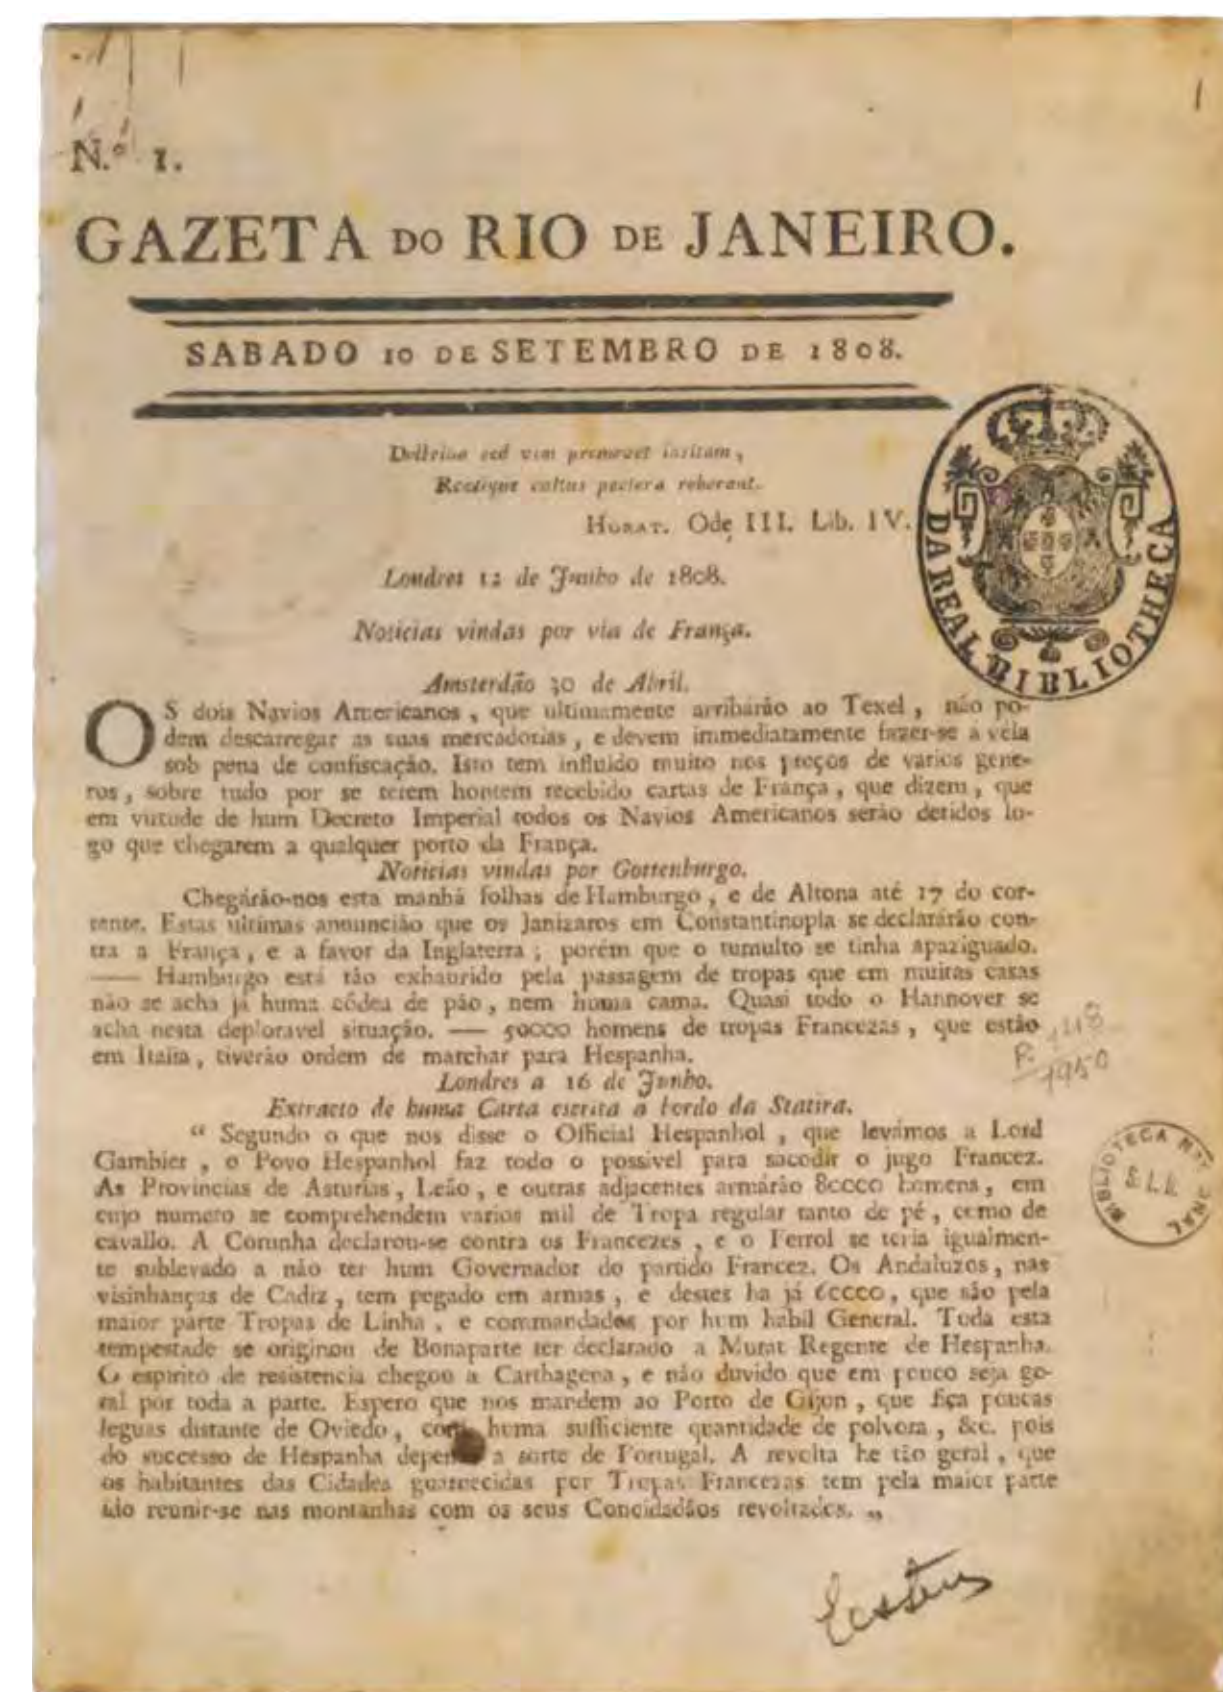 N.º 1.
GAZETA DO RIO DE JANEIRO.
SABADO 10 DE SETEMBRO DE 1808.
Doctrina sed vim promovet insitam,
Rectique cultus pectora roborant.
HORAT. Ode III. Lib. IV.
DA REAL BIBLIOTHECA
Londres 12 de Junho de 1808.
Noticias vindas por via de França.
Amsterdão 30 de Abril.
OS dois Navios Americanos, que ultimamente arribárão ao Texel, não po-
dem descarregar as suas mercadorias, e devem immediatamente fazer-se á vela
sob pena de confiscação. Isto tem influido muito nos preços de varios gene-
ros, sobre tudo por se terem hontem recebido cartas de França, que dizem, que
em virtude de hum Decreto Imperial todos os Navios Americanos serão detidos lo-
go que chegarem a qualquer porto da França.
Noticias vindas por Gottenburgo.
Chegárão-nos esta manhã folhas de Hamburgo, e de Altona até 17 do cor-
rente. Estas ultimas annuncião que os Janizaros em Constantinopla se declarárão con-
tra a França, e a favor da Inglaterra; porém que o tumulto se tinha apaziguado.
— Hamburgo está tão exhaurido pela passagem de tropas que em muitas casas
não se acha já huma códea de pão, nem huma cama. Quasi todo o Hannover se
acha nesta deploravel situação. — 50000 homens de tropas Francezas, que estão
em Italia, tiverão ordem de marchar para Hespanha.
Londres a 16 de Junho.
Extracto de huma Carta escrita a bordo da Statira.
“ Segundo o que nos disse o Official Hespanhol, que levámos a Lord
Gambier, o Povo Hespanhol faz todo o possivel para sacodir o jugo Francez.
As Provincias de Asturias, Leão, e outras adjacentes armárão 80000 homens, em
cujo numero se comprehendem varios mil de Tropa regular tanto de pé, como de
cavallo. A Corunha declarou-se contra os Francezes, e o Ferrol se teria igualmen-
te sublevado a não ter hum Governador do partido Francez. Os Andaluzos, nas
visinhanças de Cadiz, tem pegado em armas, e destes ha já 60000, que são pela
maior parte Tropas de Linha, e commandados por hum habil General. Toda esta
tempestade se originou de Bonaparte ter declarado a Murat Regente de Hespanha.
O espirito de resistencia chegou a Carthagena, e não duvido que em pouco seja ge-
ral por toda a parte. Espero que nos mandem ao Porto de Gijon, que fica poucas
leguas distante de Oviedo, com huma sufficiente quantidade de polvora, &c. pois
do successo de Hespanha depende a sorte de Portugal. A revolta he tão geral, que
os habitantes das Cidades guarnecidas por Tropas Francezas tem pela maior parte
ido reunir-se nas montanhas com os seus Concidadãos revoltados. „
1950
BIBLIOTECA